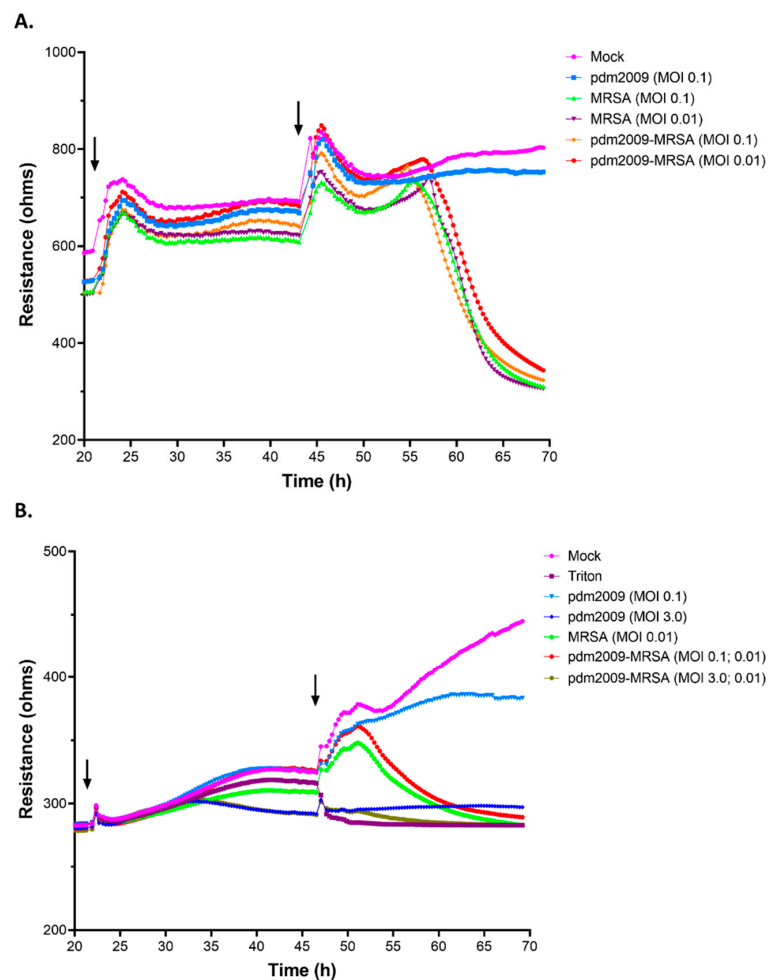 A.
1000
800
600
400
200
Resistance (ohms)
20 25 30 35 40 45 50 55 60 65 70
Time (h)
Mock
pdm2009 (MOI 0.1)
MRSA (MOI 0.1)
MRSA (MOI 0.01)
pdm2009-MRSA (MOI 0.1)
pdm2009-MRSA (MOI 0.01)
B.
500
400
300
200
Resistance (ohms)
20 25 30 35 40 45 50 55 60 65 70
Time (h)
Mock
Triton
pdm2009 (MOI 0.1)
pdm2009 (MOI 3.0)
MRSA (MOI 0.01)
pdm2009-MRSA (MOI 0.1; 0.01)
pdm2009-MRSA (MOI 3.0; 0.01)